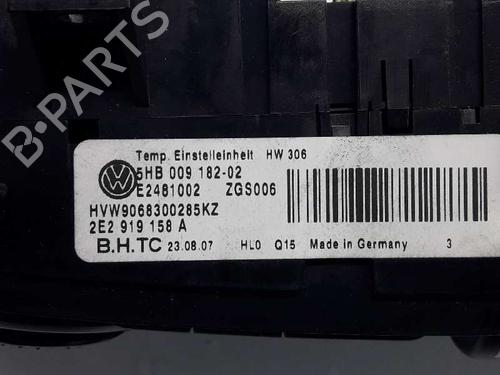 B-PARTS
Temp. Einstelleinheit HW 306
5HB 009 182-02
E2481002 ZGS006
HVW9068300285KZ
2E2 919 158 A
B.H.TC 23.08.07 HL0 Q15 Made in Germany 3